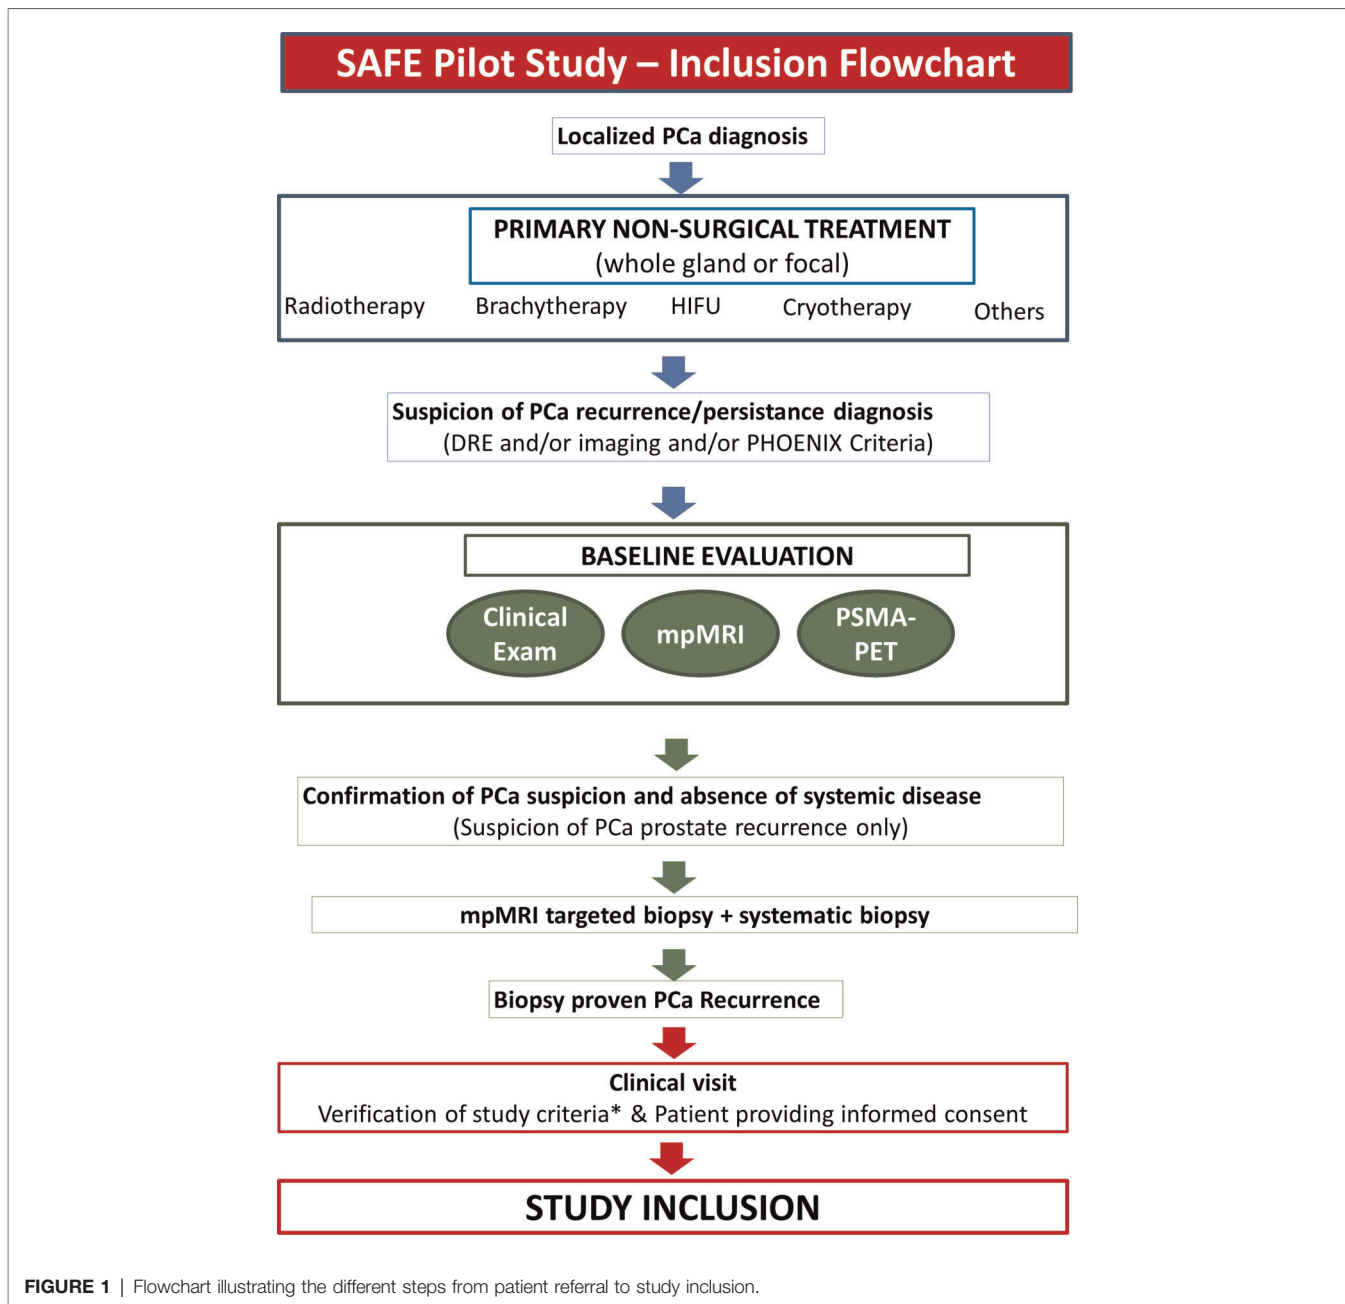 SAFE Pilot Study – Inclusion Flowchart
Localized PCa diagnosis
PRIMARY NON-SURGICAL TREATMENT
(whole gland or focal)
Radiotherapy Brachytherapy HIFU Cryotherapy Others
Suspicion of PCa recurrence/persistance diagnosis
(DRE and/or imaging and/or PHOENIX Criteria)
BASELINE EVALUATION
Clinical
Exam
mpMRI
PSMA-
PET
Confirmation of PCa suspicion and absence of systemic disease
(Suspicion of PCa prostate recurrence only)
mpMRI targeted biopsy + systematic biopsy
Biopsy proven PCa Recurrence
Clinical visit
Verification of study criteria* & Patient providing informed consent
STUDY INCLUSION
FIGURE 1 | Flowchart illustrating the different steps from patient referral to study inclusion.